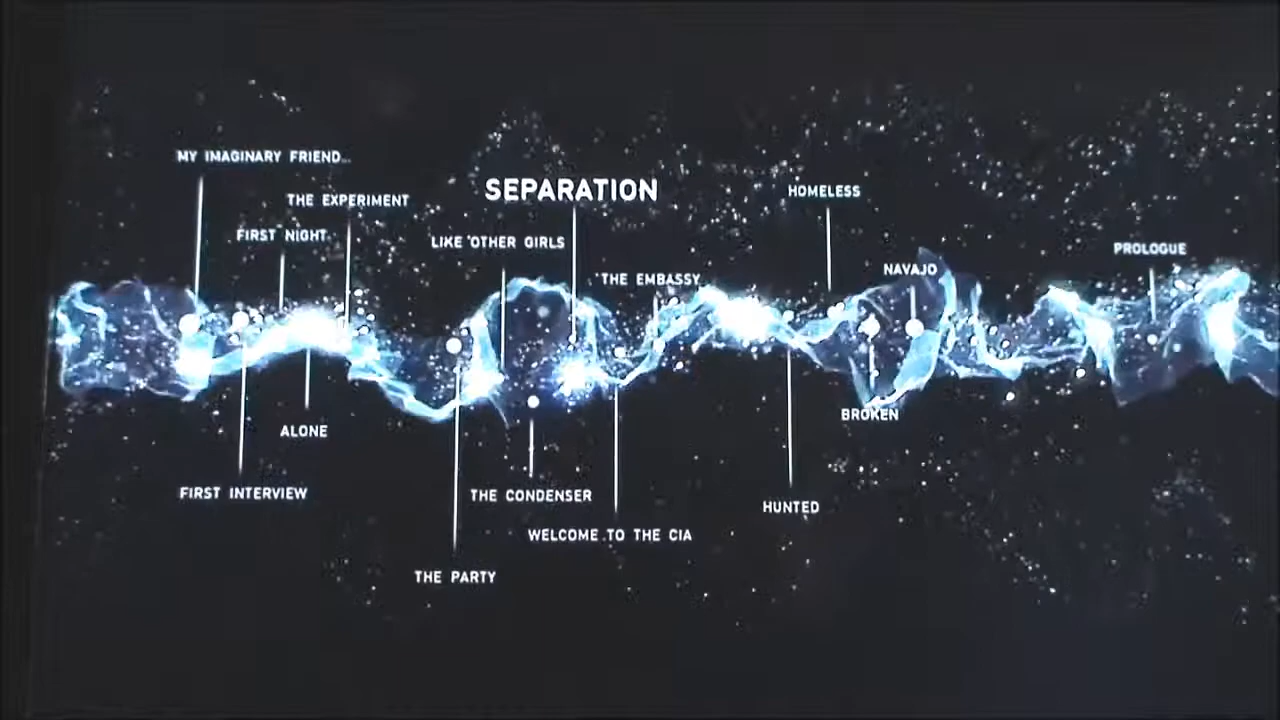 MY IMAGINARY FRIEND...
THE EXPERIMENT
FIRST NIGHT
SEPARATION
LIKE OTHER GIRLS
THE EMBASSY
HOMELESS
NAVAJO
PROLOGUE
ALONE
FIRST INTERVIEW
THE CONDENSER
WELCOME TO THE CIA
THE PARTY
BROKEN
HUNTED